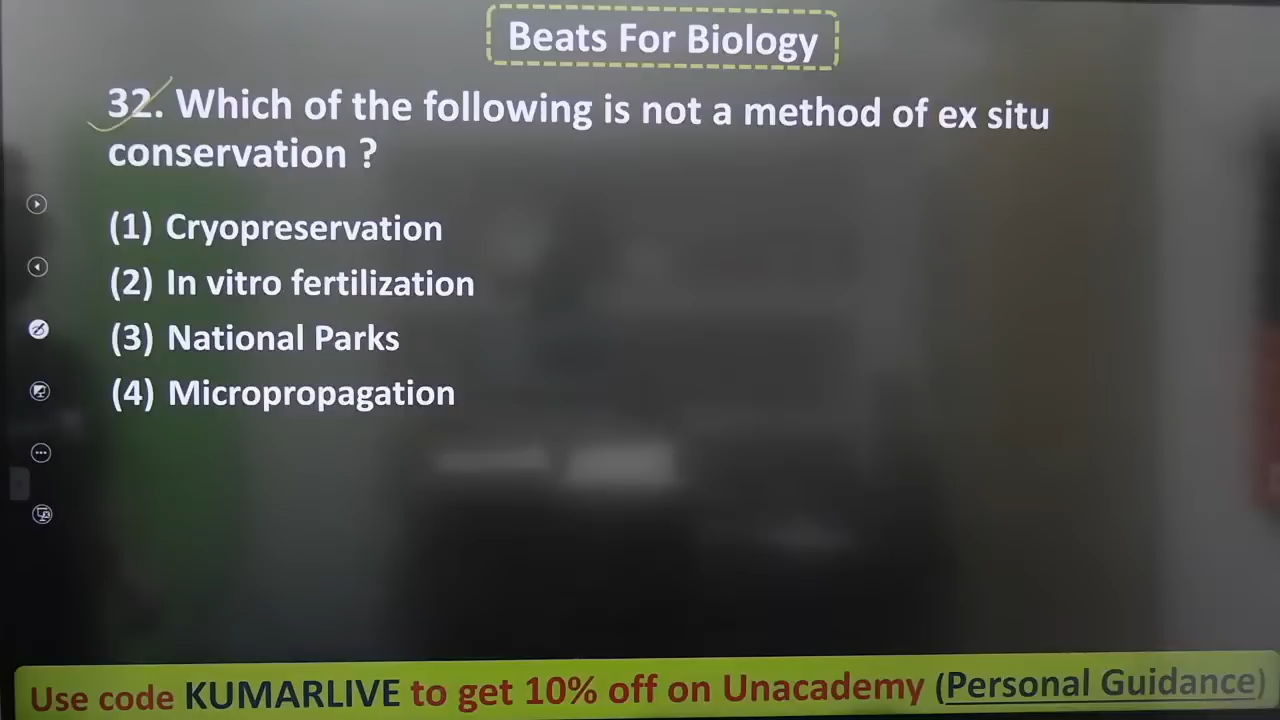 Beats For Biology
32. Which of the following is not a method of ex situ
conservation ?
(1) Cryopreservation
(2) In vitro fertilization
(3) National Parks
(4) Micropropagation
Use code KUMARLIVE to get 10% off on Unacademy (Personal Guidance)